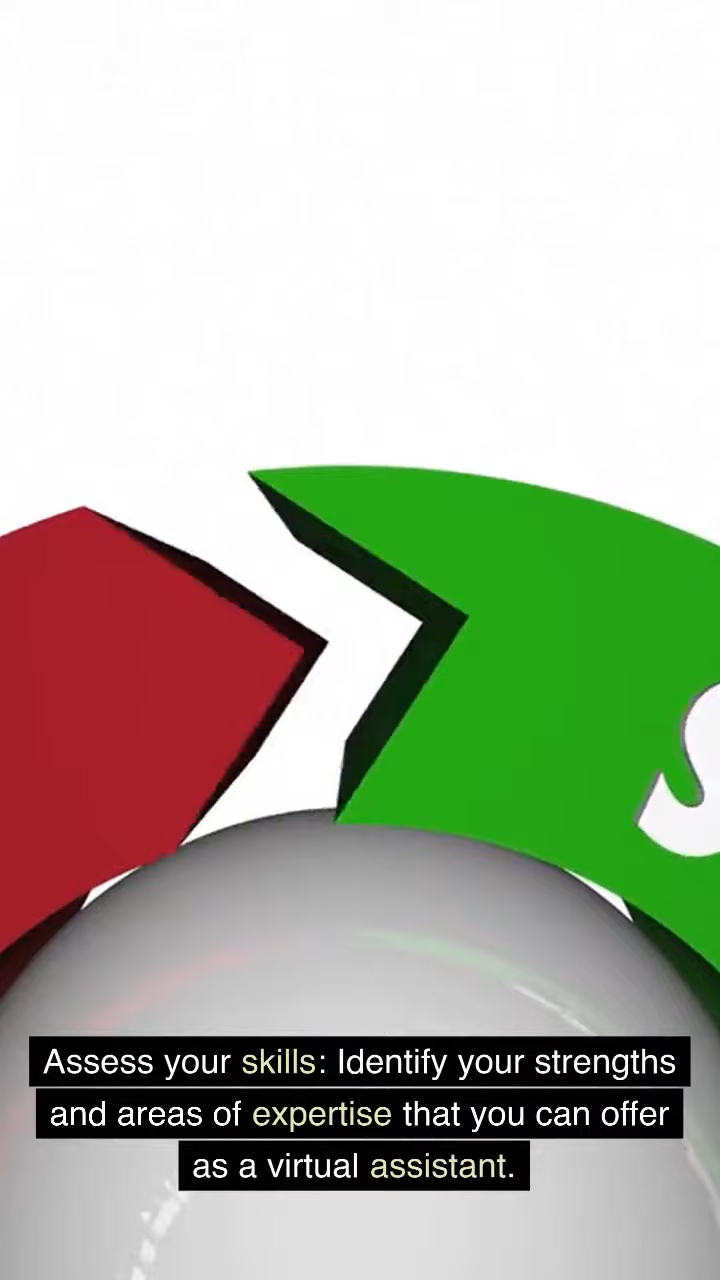 S
Assess your skills: Identify your strengths
and areas of expertise that you can offer
as a virtual assistant.